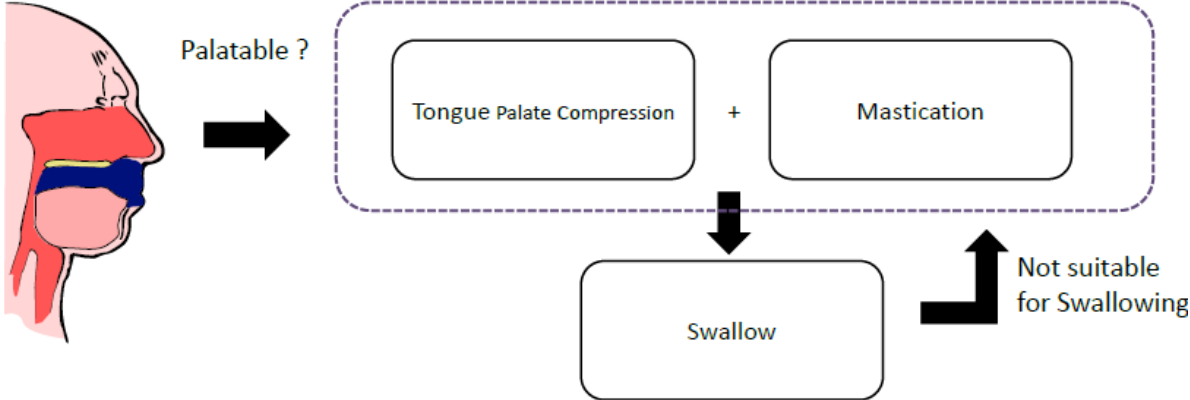 Palatable ?
Tongue Palate Compression
+
Mastication
Swallow
Not suitable
for Swallowing